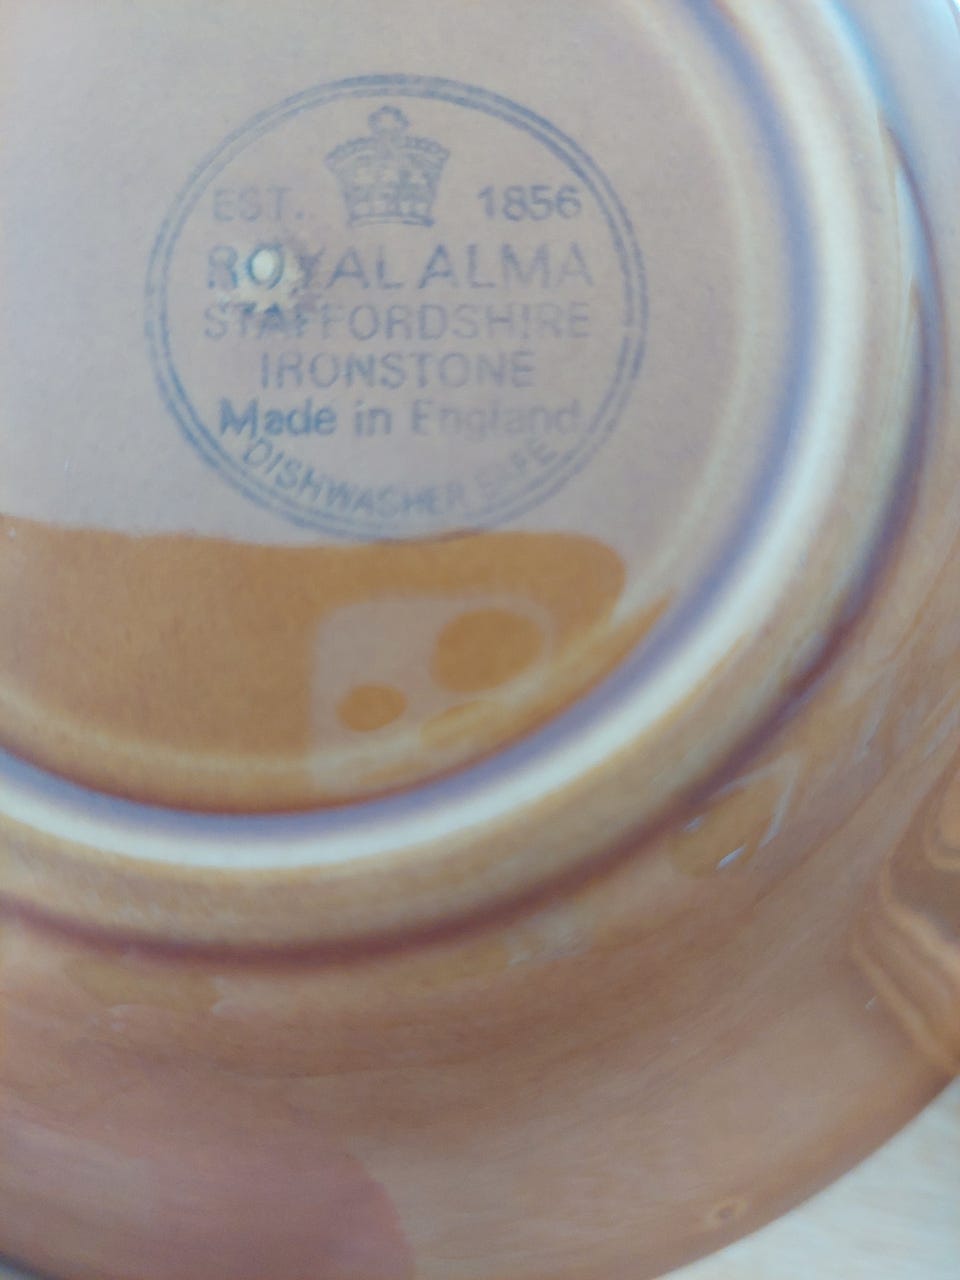 EST. 1856
ROYAL ALMA
STAFFORDSHIRE
IRONSTONE
Made in England
DISHWASHER SAFE